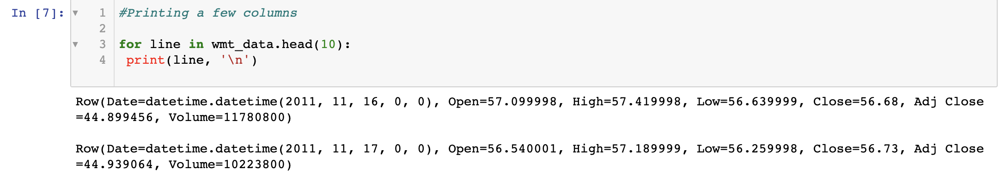 In [7]:
1 #Printing a few columns
2
3 for line in wmt_data.head(10):
4  print(line, '\n')
Row(Date=datetime.datetime(2011, 11, 16, 0, 0), Open=57.099998, High=57.419998, Low=56.639999, Close=56.68, Adj Close
=44.899456, Volume=11780800)
Row(Date=datetime.datetime(2011, 11, 17, 0, 0), Open=56.540001, High=57.189999, Low=56.259998, Close=56.73, Adj Close
=44.939064, Volume=10223800)